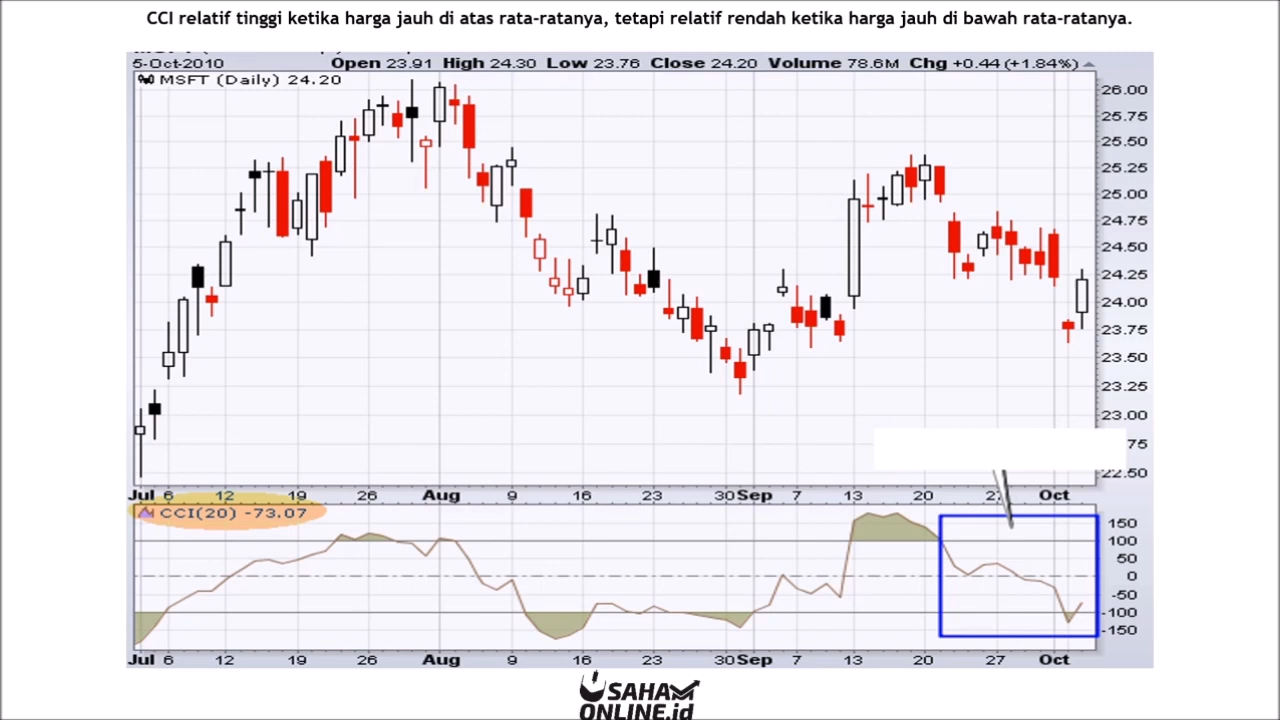 CCI relatif tinggi ketika harga jauh di atas rata-ratanya, tetapi relatif rendah ketika harga jauh di bawah rata-ratanya.
5-Oct-2010 Open 23.91 High 24.30 Low 23.76 Close 24.20 Volume 78.6M Chg +0.44 (+1.84%)
MSFT (Daily) 24.20
26.00
25.75
25.50
25.25
25.00
24.75
24.50
24.25
24.00
23.75
23.50
23.25
23.00
75
22.50
Jul 6 12 19 26 Aug 9 16 23 30 Sep 7 13 20 27 Oct
CCI(20) -73.07
150
100
50
0
-50
-100
-150
Jul 6 12 19 26 Aug 9 16 23 30 Sep 7 13 20 27 Oct
SAHAM
ONLINE.id